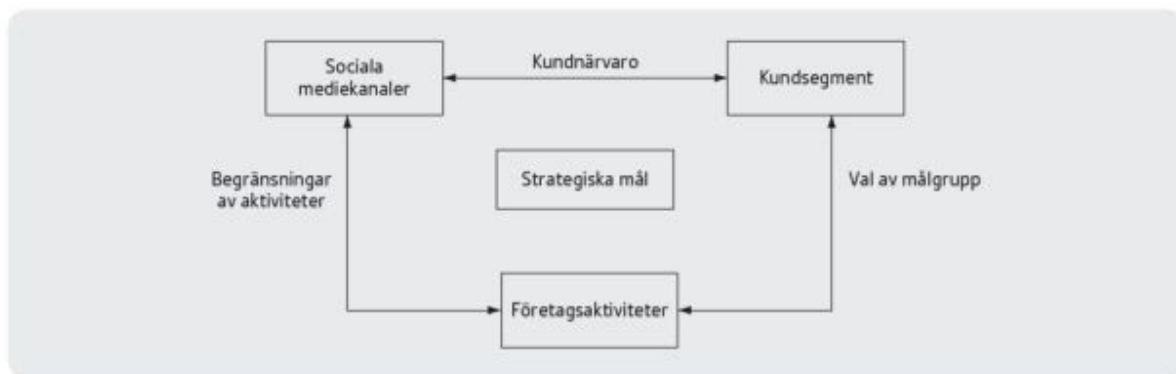 Sociala
mediekanaler
Kundnärvaro
Kundsegment
Begränsningar
av aktiviteter
Strategiska mål
Val av målgrupp
Företagsaktiviteter